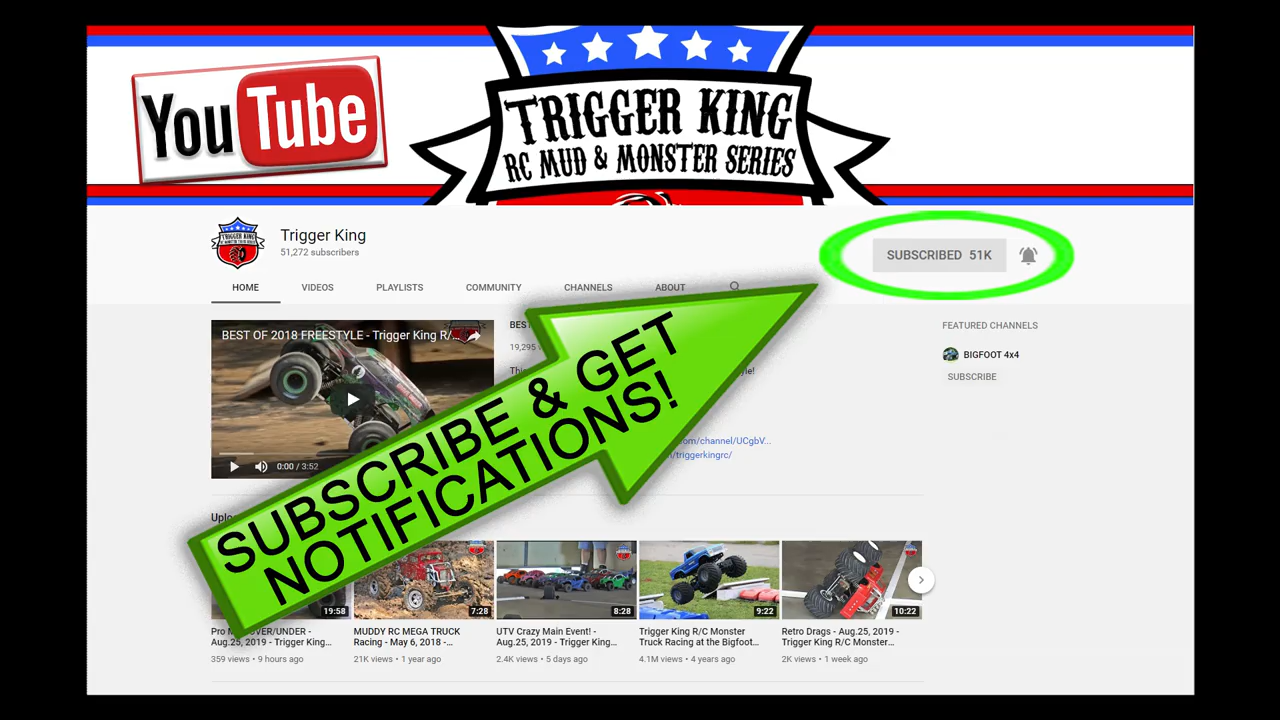 YouTube
TRIGGER KING
RC MUD & MONSTER SERIES
Trigger King
51,272 subscribers
SUBSCRIBED 51K
HOME VIDEOS PLAYLISTS COMMUNITY CHANNELS ABOUT
BEST OF 2018 FREESTYLE - Trigger King R/...
0:00 / 3:52
19,295
SUBSCRIBE & GET
NOTIFICATIONS!
com/channel/UCgbV...
/triggerkingrc/
FEATURED CHANNELS
BIGFOOT 4x4
SUBSCRIBE
19:58 7:28 8:28 9:22 10:22
Aug.25, 2019 - Trigger King...
359 views • 9 hours ago
MUDDY RC MEGA TRUCK
Racing - May 6, 2018 -...
21K views • 1 year ago
UTV Crazy Main Event! -
Aug.25, 2019 - Trigger King...
2.4K views • 5 days ago
Trigger King R/C Monster
Truck Racing at the Bigfoot...
4.1M views • 4 years ago
Retro Drags - Aug.25, 2019 -
Trigger King R/C Monster...
2K views • 1 week ago